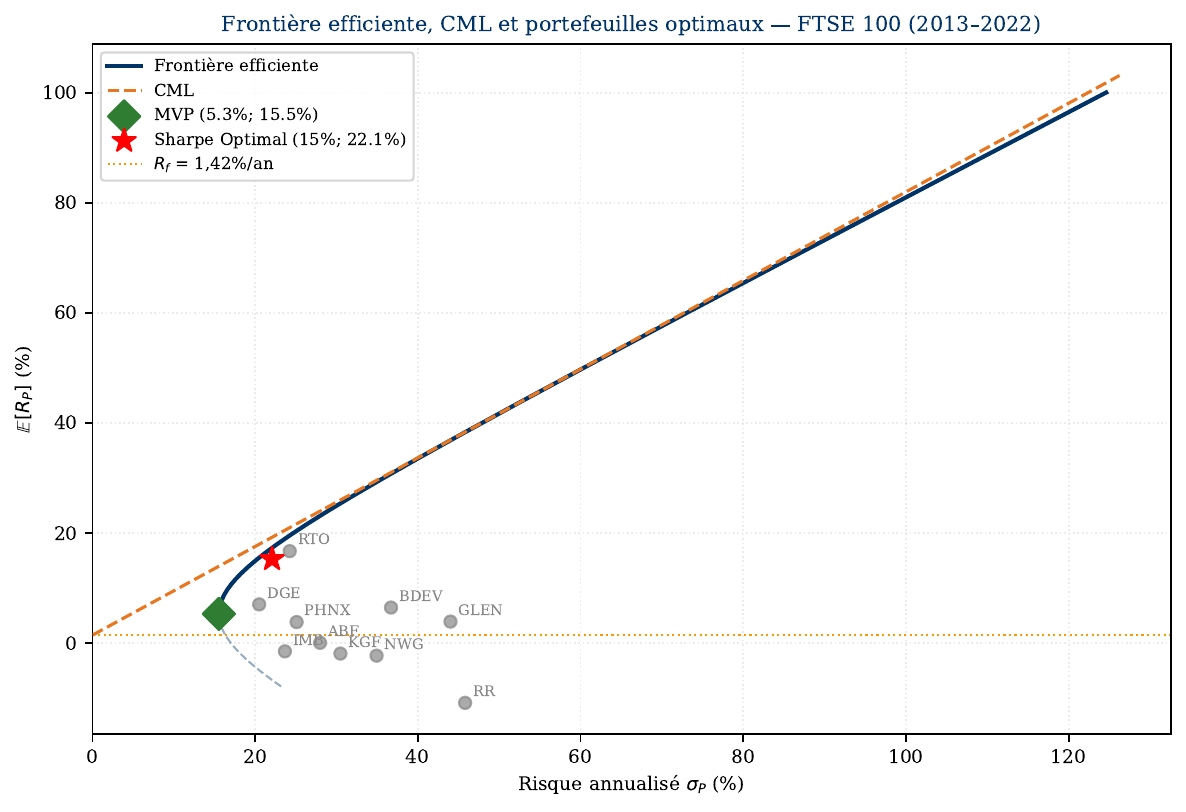 Frontière efficiente, CML et portefeuilles optimaux — FTSE 100 (2013–2022)
Frontière efficiente
CML
MVP (5.3%; 15.5%)
Sharpe Optimal (15%; 22.1%)
R_f = 1,42%/an
100
80
60
40
20
0
𝔼[R_P] (%)
RTO
DGE
BDEV
PHNX
GLEN
ABF
IMB
KGF
NWG
RR
0
20
40
60
80
100
120
Risque annualisé σ_P (%)